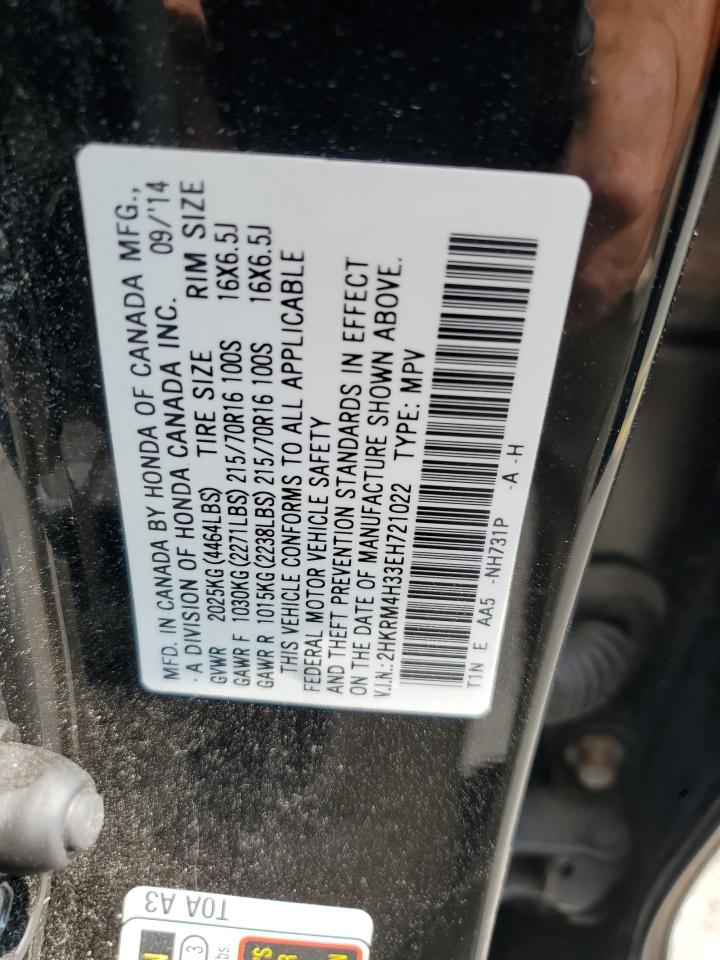 MFD. IN CANADA BY HONDA OF CANADA MFG.,
- A DIVISION OF HONDA CANADA INC. 09/'14
GVWR 2025KG (4464LBS) TIRE SIZE RIM SIZE
GAWR F 1030KG (2271LBS) 215/70R16 100S 16X6.5J
GAWR R 1015KG (2238LBS) 215/70R16 100S 16X6.5J
THIS VEHICLE CONFORMS TO ALL APPLICABLE
FEDERAL MOTOR VEHICLE SAFETY
AND THEFT PREVENTION STANDARDS IN EFFECT
ON THE DATE OF MANUFACTURE SHOWN ABOVE.
V.I.N.: 2HKRM4H33EH721022 TYPE: MPV
T1N E AA5 -NH731P -A -H
T0A A3
3